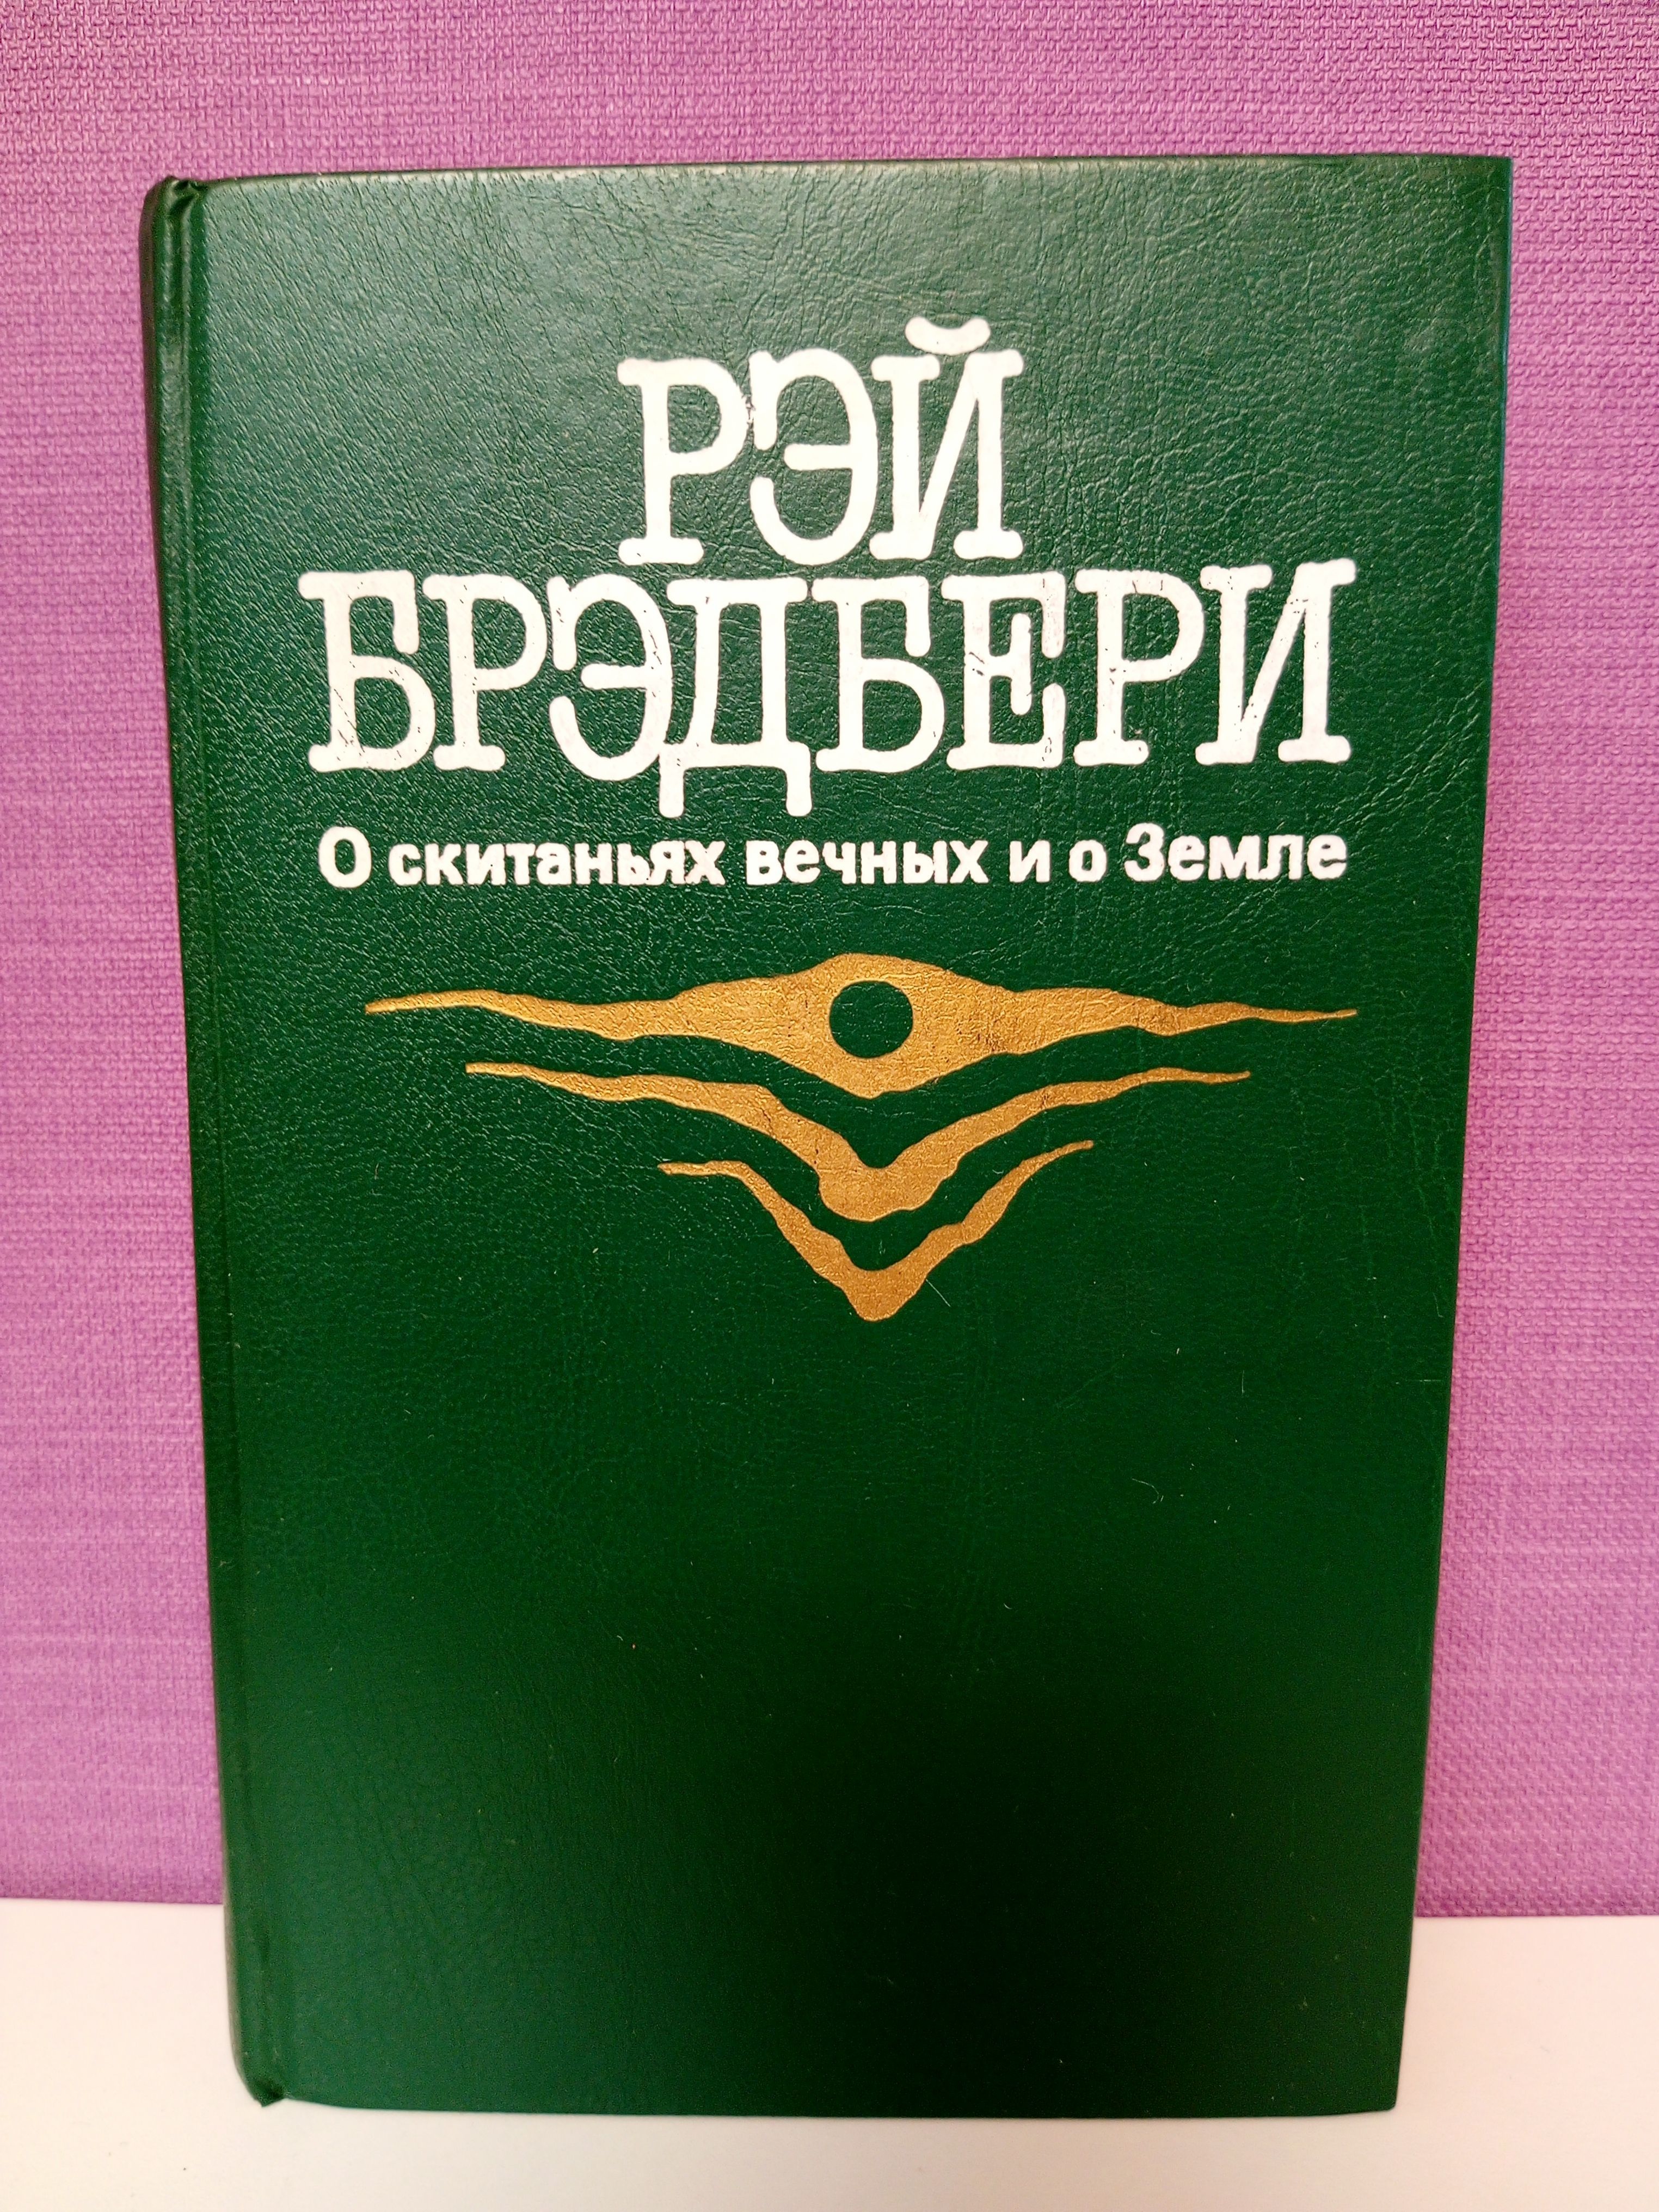 РЭЙ
БРЭДБЕРИ
О скитаньях вечных и о Земле